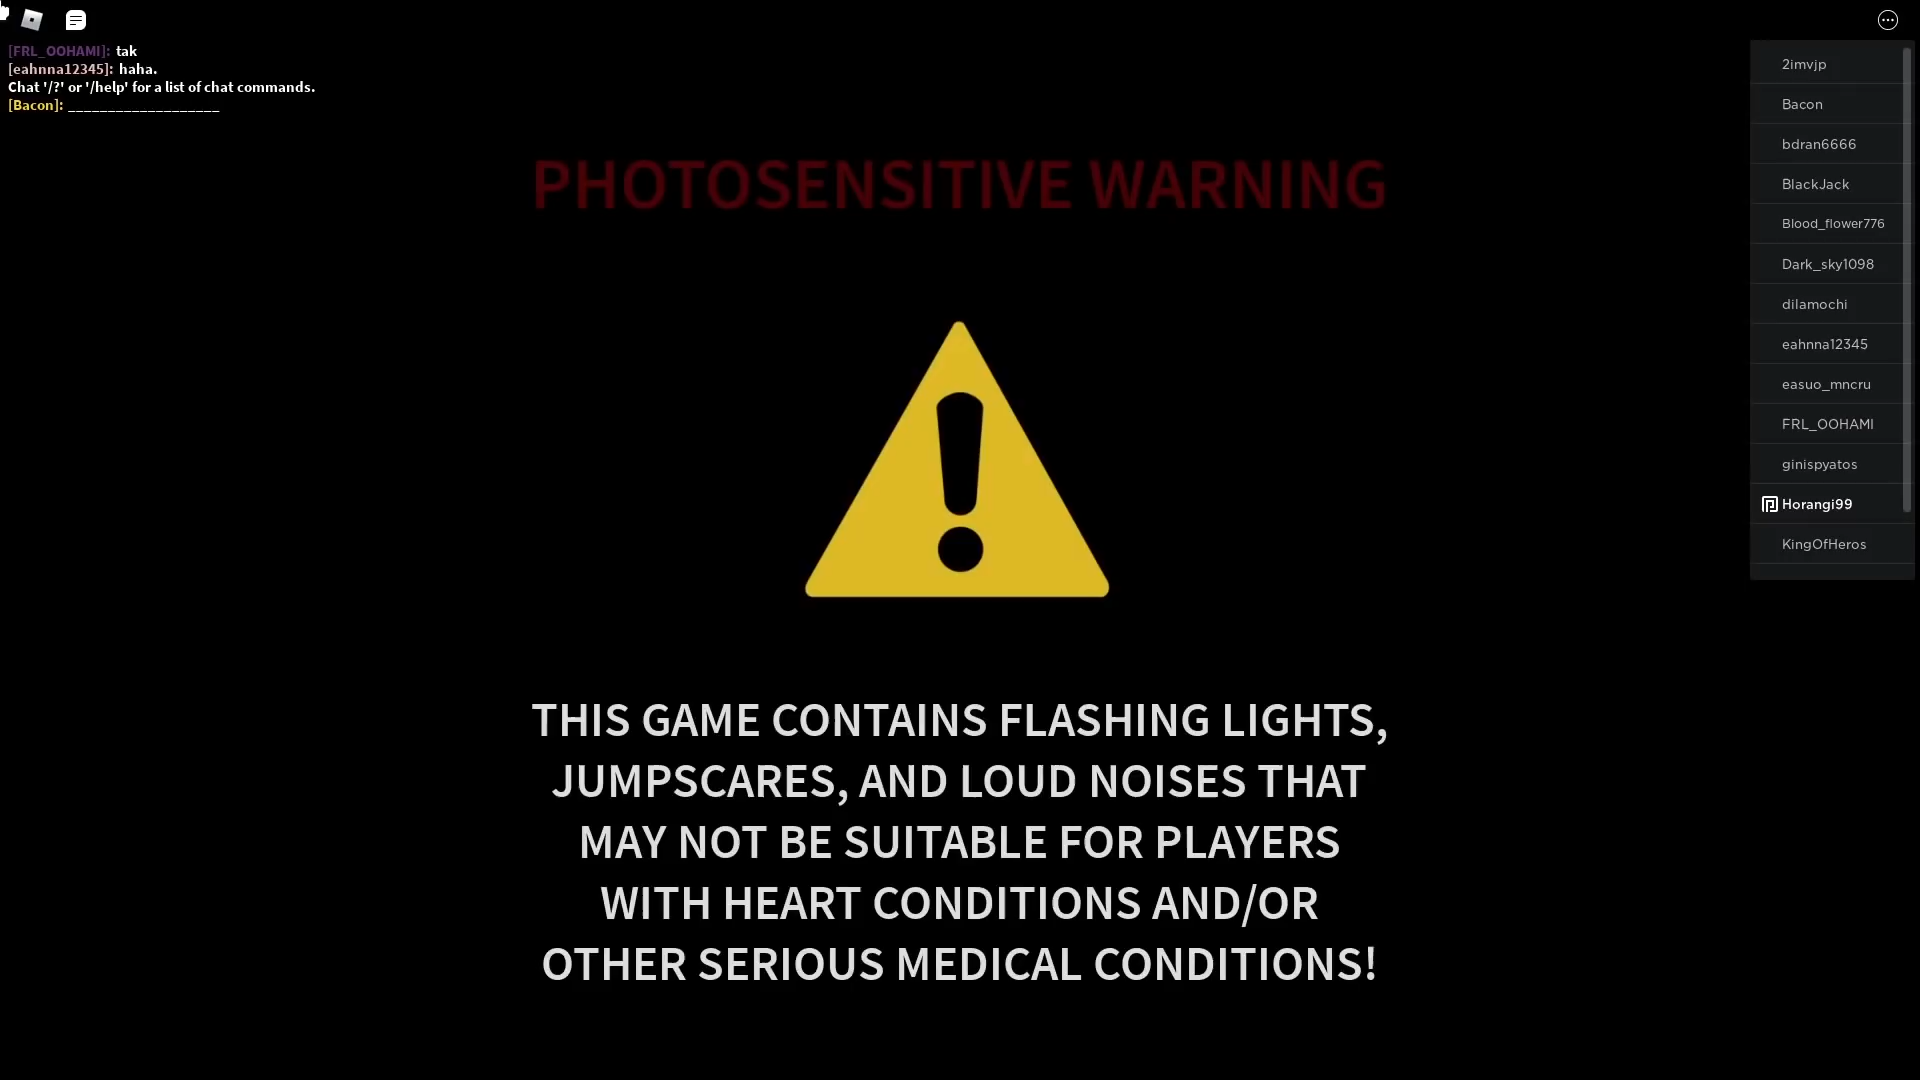 [FRL_OOHAMI]: tak
[eahnna12345]: haha.
Chat '/?' or '/help' for a list of chat commands.
[Bacon]: ___________________
PHOTOSENSITIVE WARNING
THIS GAME CONTAINS FLASHING LIGHTS,
JUMPSCARES, AND LOUD NOISES THAT
MAY NOT BE SUITABLE FOR PLAYERS
WITH HEART CONDITIONS AND/OR
OTHER SERIOUS MEDICAL CONDITIONS!
2imvjp
Bacon
bdran6666
BlackJack
Blood_flower776
Dark_sky1098
dilamochi
eahnna12345
easuo_mncru
FRL_OOHAMI
ginispyatos
Horangi99
KingOfHeros